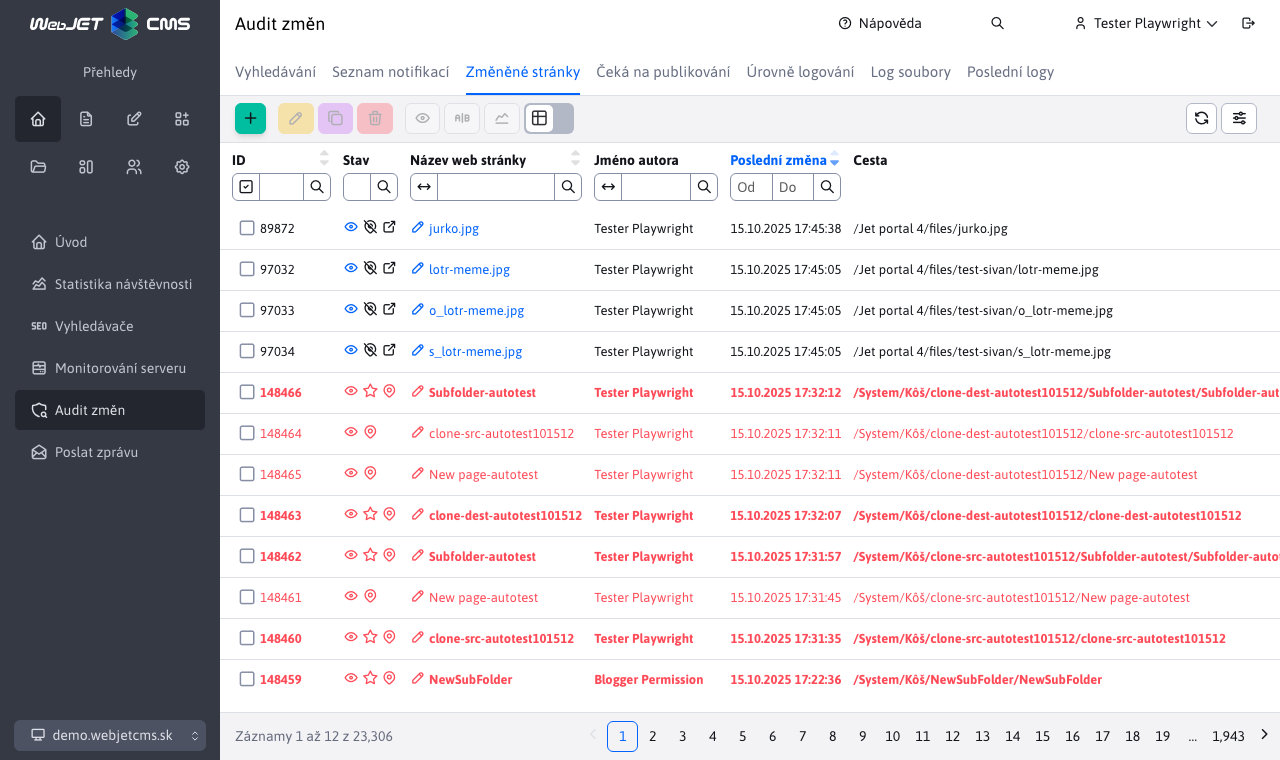 WebJET CMS
Audit změn
Nápověda
Tester Playwright
Přehledy
Vyhledávání Seznam notifikací Změněné stránky Čeká na publikování Úrovně logování Log soubory Poslední logy
A|B
ID Stav Název web stránky Jméno autora Poslední změna Cesta
Od Do
89872 jurko.jpg Tester Playwright 15.10.2025 17:45:38 /Jet portal 4/files/jurko.jpg
97032 lotr-meme.jpg Tester Playwright 15.10.2025 17:45:05 /Jet portal 4/files/test-sivan/lotr-meme.jpg
97033 o_lotr-meme.jpg Tester Playwright 15.10.2025 17:45:05 /Jet portal 4/files/test-sivan/o_lotr-meme.jpg
97034 s_lotr-meme.jpg Tester Playwright 15.10.2025 17:45:05 /Jet portal 4/files/test-sivan/s_lotr-meme.jpg
148466 Subfolder-autotest Tester Playwright 15.10.2025 17:32:12 /System/Kôš/clone-dest-autotest101512/Subfolder-autotest/Subfolder-aut
148464 clone-src-autotest101512 Tester Playwright 15.10.2025 17:32:11 /System/Kôš/clone-dest-autotest101512/clone-src-autotest101512
148465 New page-autotest Tester Playwright 15.10.2025 17:32:11 /System/Kôš/clone-dest-autotest101512/New page-autotest
148463 clone-dest-autotest101512 Tester Playwright 15.10.2025 17:32:07 /System/Kôš/clone-dest-autotest101512/clone-dest-autotest101512
148462 Subfolder-autotest Tester Playwright 15.10.2025 17:31:57 /System/Kôš/clone-src-autotest101512/Subfolder-autotest/Subfolder-auto
148461 New page-autotest Tester Playwright 15.10.2025 17:31:45 /System/Kôš/clone-src-autotest101512/New page-autotest
148460 clone-src-autotest101512 Tester Playwright 15.10.2025 17:31:35 /System/Kôš/clone-src-autotest101512/clone-src-autotest101512
148459 NewSubFolder Blogger Permission 15.10.2025 17:22:36 /System/Kôš/NewSubFolder/NewSubFolder
Úvod
Statistika návštěvnosti
SEO Vyhledávače
Monitorování serveru
Audit změn
Poslat zprávu
demo.webjetcms.sk
Záznamy 1 až 12 z 23,306
1 2 3 4 5 6 7 8 9 10 11 12 13 14 15 16 17 18 19 ... 1,943